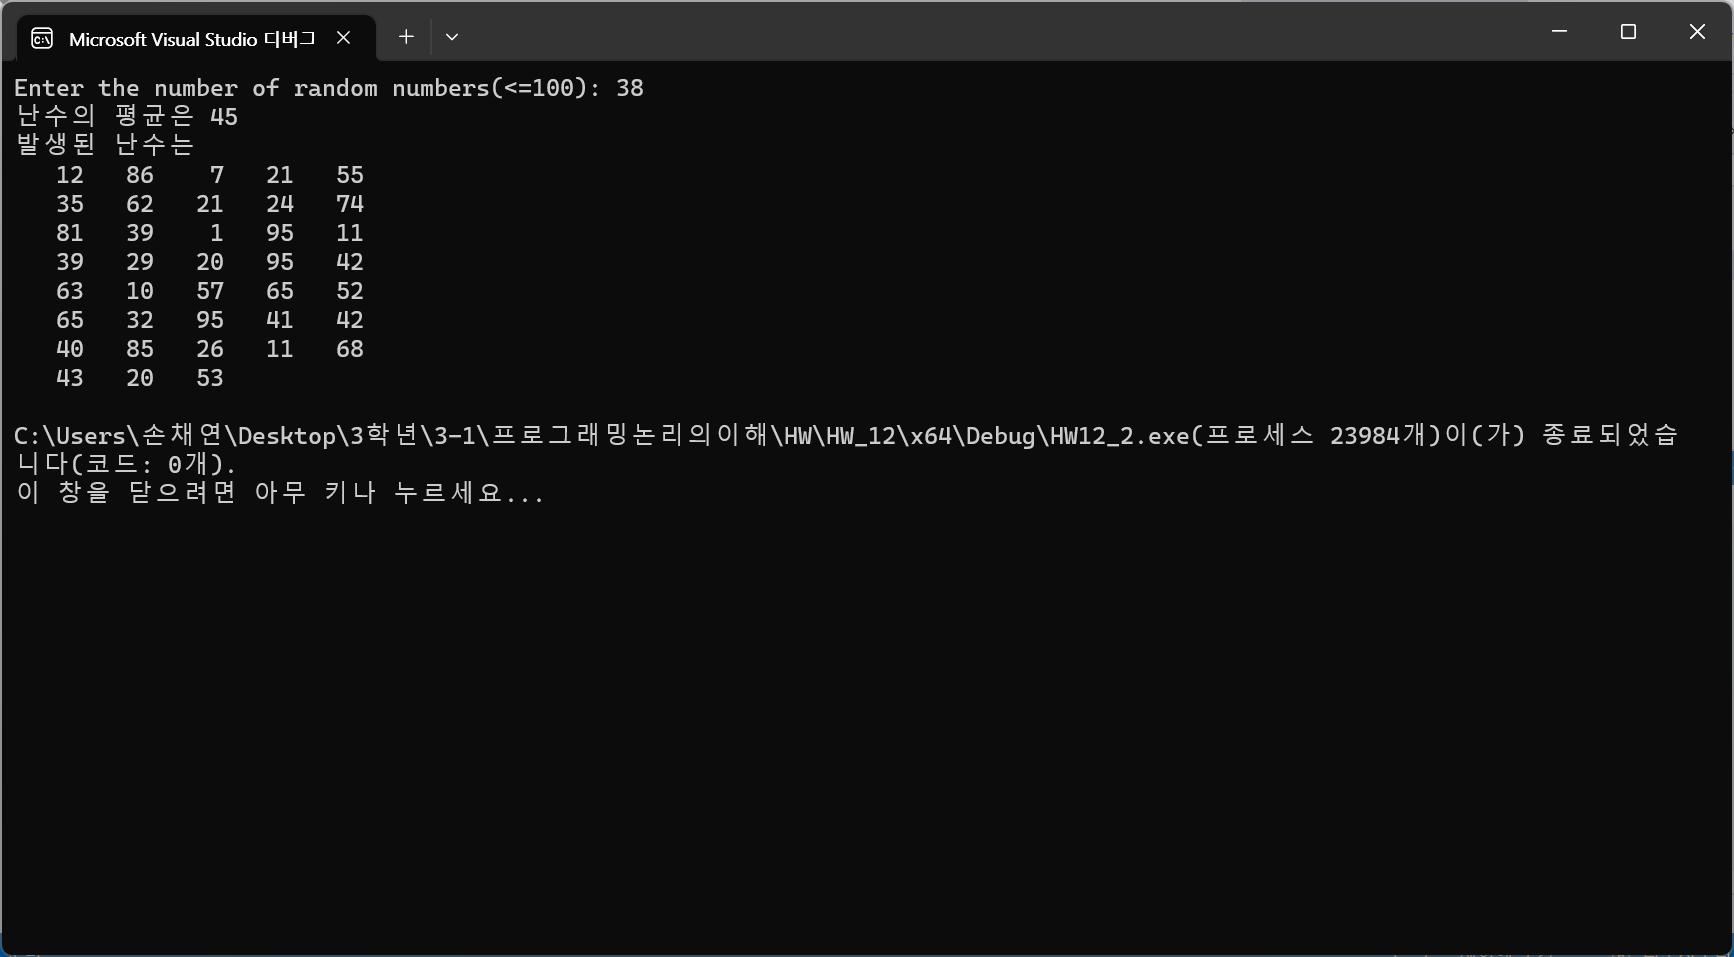 Microsoft Visual Studio 디버그
Enter the number of random numbers(<=100): 38
난수의 평균은 45
발생된 난수는
12 86 7 21 55
35 62 21 24 74
81 39 1 95 11
39 29 20 95 42
63 10 57 65 52
65 32 95 41 42
40 85 26 11 68
43 20 53
C:\Users\손채연\Desktop\3학년\3-1\프로그래밍논리의이해\HW\HW_12\x64\Debug\HW12_2.exe(프로세스 23984개)이(가) 종료되었습
니다(코드: 0개).
이 창을 닫으려면 아무 키나 누르세요...